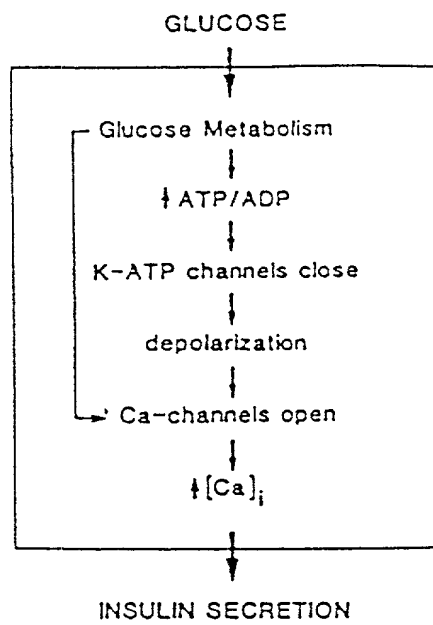 GLUCOSE
Glucose Metabolism
↑ ATP/ADP
K-ATP channels close
depolarization
Ca-channels open
↑[Ca]i
INSULIN SECRETION